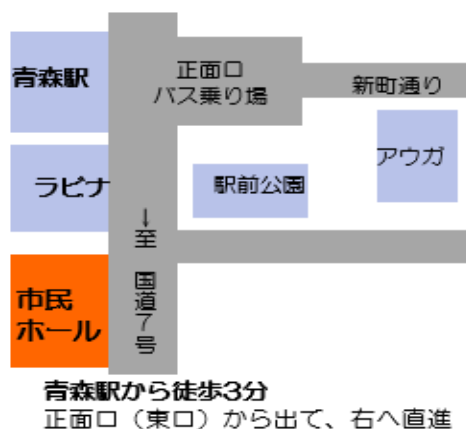 青森駅
正面口
バス乗り場
新町通り
アウガ
ラビナ
駅前公園
↓至 国道7号
市民
ホール
青森駅から徒歩3分
正面口（東口）から出て、右へ直進